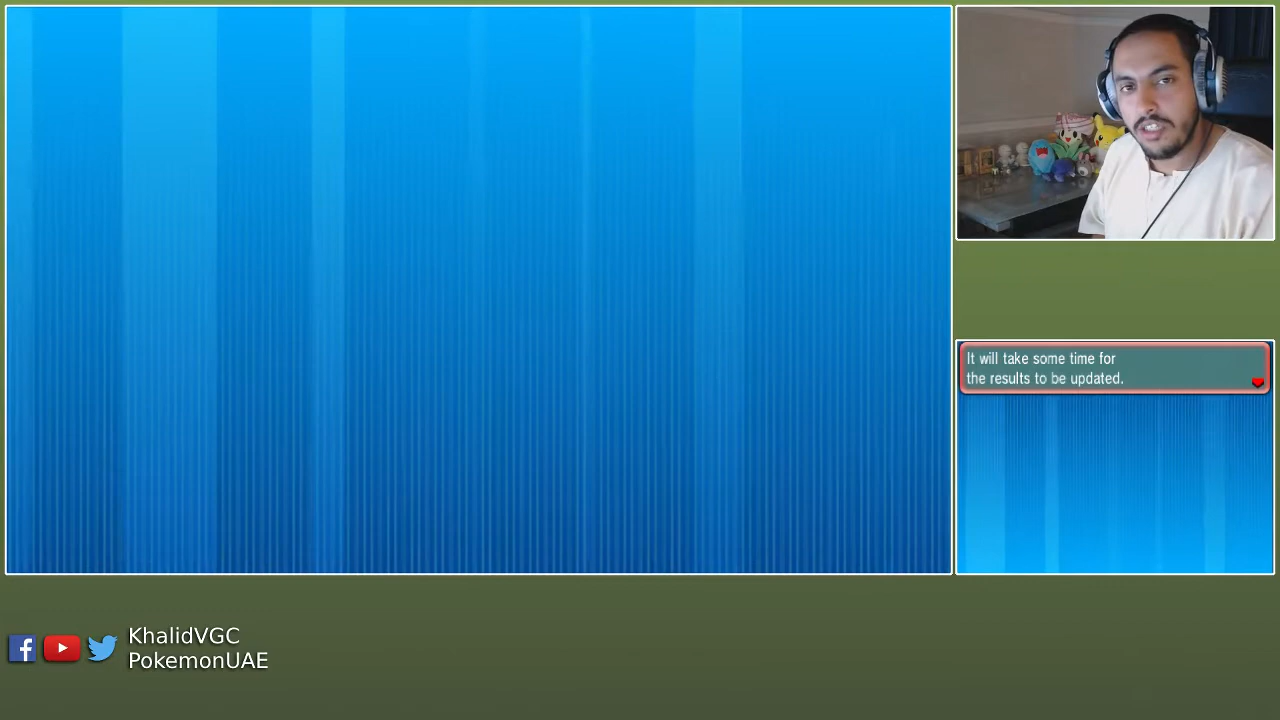 It will take some time for
the results to be updated.
KhalidVGC
PokemonUAE